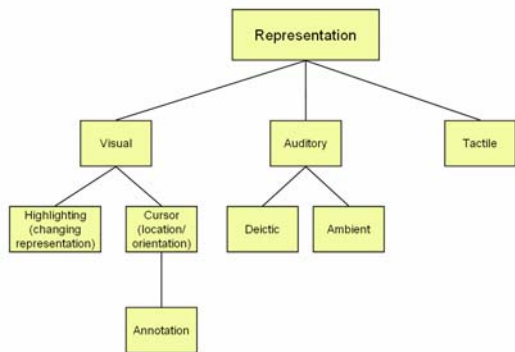 Representation
Visual
Auditory
Tactile
Highlighting
(changing
representation)
Cursor
(location/
orientation)
Deictic
Ambient
Annotation